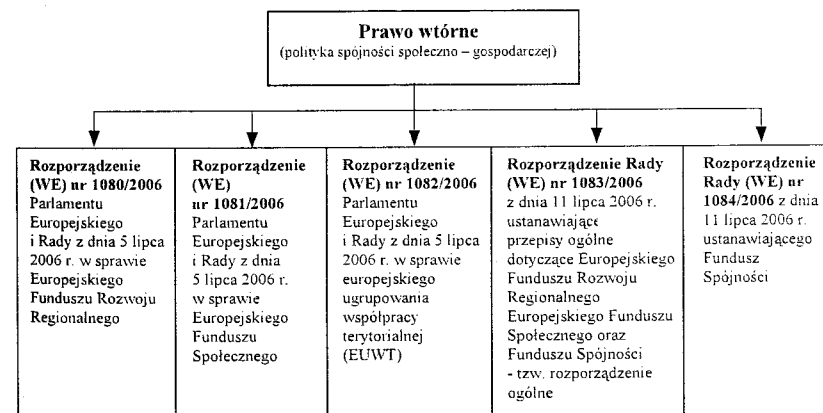 Prawo wtórne
(polityka spójności społeczno – gospodarczej)
Rozporządzenie
(WE) nr 1080/2006
Parlamentu
Europejskiego
i Rady z dnia 5 lipca
2006 r. w sprawie
Europejskiego
Funduszu Rozwoju
Regionalnego
Rozporządzenie
(WE)
nr 1081/2006
Parlamentu
Europejskiego
i Rady z dnia
5 lipca 2006 r.
w sprawie
Europejskiego
Funduszu
Społecznego
Rozporządzenie
(WE) nr 1082/2006
Parlamentu
Europejskiego
i Rady z dnia 5 lipca
2006 r. w sprawie
europejskiego
ugrupowania
współpracy
terytorialnej
(EUWT)
Rozporządzenie Rady
(WE) nr 1083/2006
z dnia 11 lipca 2006 r.
ustanawiające
przepisy ogólne
dotyczące Europejskiego
Funduszu Rozwoju
Regionalnego
Europejskiego Funduszu
Społecznego oraz
Funduszu Spójności
- tzw. rozporządzenie
ogólne
Rozporządzenie
Rady (WE) nr
1084/2006 z dnia
11 lipca 2006 r.
ustanawiającego
Fundusz
Spójności